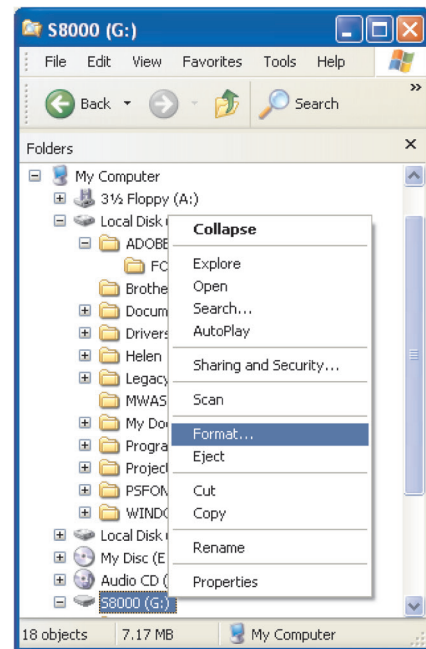 S8000 (G:)
File Edit View Favorites Tools Help
Back Search »
Folders
My Computer
3½ Floppy (A:)
Local Disk
ADOBE
FO
Brothe
Docum
Drivers
Helen
Legacy
MWAS
My Do
Progra
Project
PSFON
WINDO
Local Disk
My Disc (E
Audio CD (
S8000 (G:)
Collapse
Explore
Open
Search...
AutoPlay
Sharing and Security...
Scan
Format...
Eject
Cut
Copy
Rename
Properties
18 objects 7.17 MB My Computer